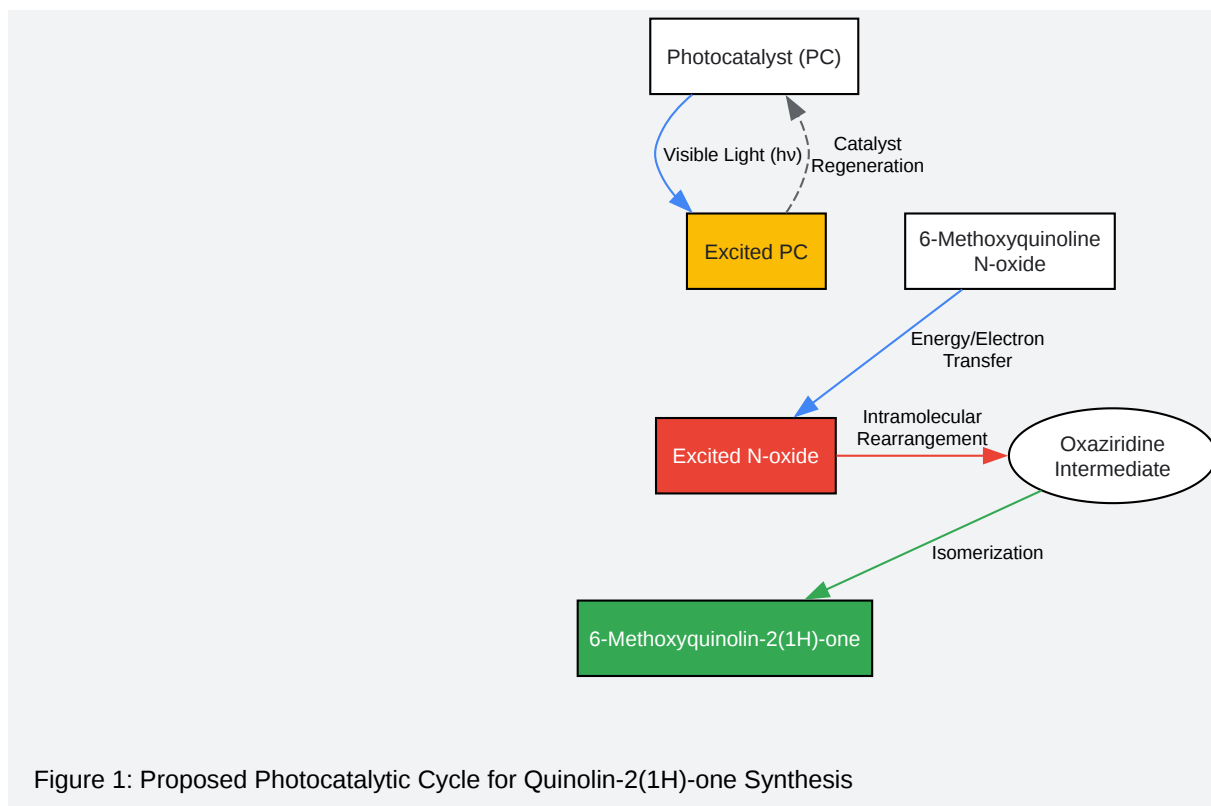 Photocatalyst (PC)
Visible Light (hν)
Catalyst
Regeneration
Excited PC
6-Methoxyquinoline
N-oxide
Energy/Electron
Transfer
Excited N-oxide
Intramolecular
Rearrangement
Oxaziridine
Intermediate
Isomerization
6-Methoxyquinolin-2(1H)-one
Figure 1: Proposed Photocatalytic Cycle for Quinolin-2(1H)-one Synthesis